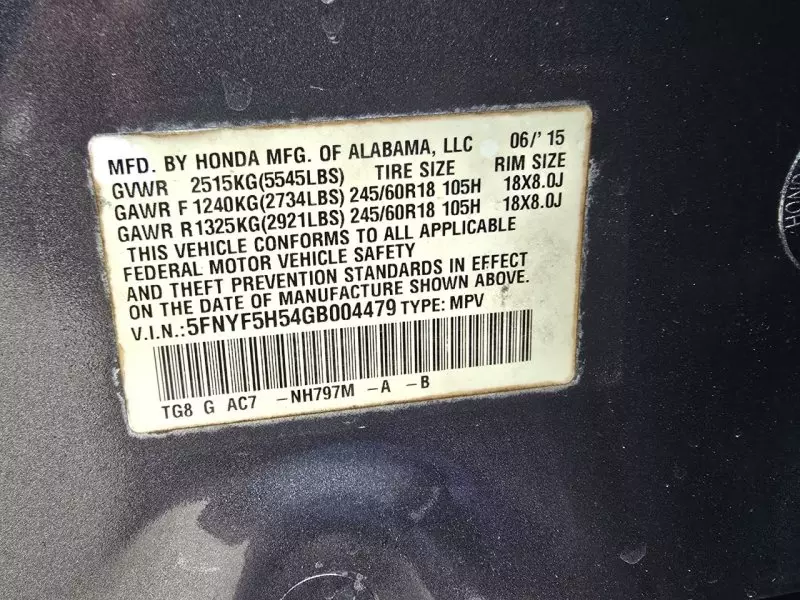 MFD. BY HONDA MFG. OF ALABAMA, LLC 06/'15
GVWR 2515KG(5545LBS) TIRE SIZE RIM SIZE
GAWR F 1240KG(2734LBS) 245/60R18 105H 18X8.0J
GAWR R 1325KG(2921LBS) 245/60R18 105H 18X8.0J
THIS VEHICLE CONFORMS TO ALL APPLICABLE
FEDERAL MOTOR VEHICLE SAFETY
AND THEFT PREVENTION STANDARDS IN EFFECT
ON THE DATE OF MANUFACTURE SHOWN ABOVE.
V.I.N.: 5FNYF5H54GB004479 TYPE: MPV
TG8 G AC7 -NH797M -A -B